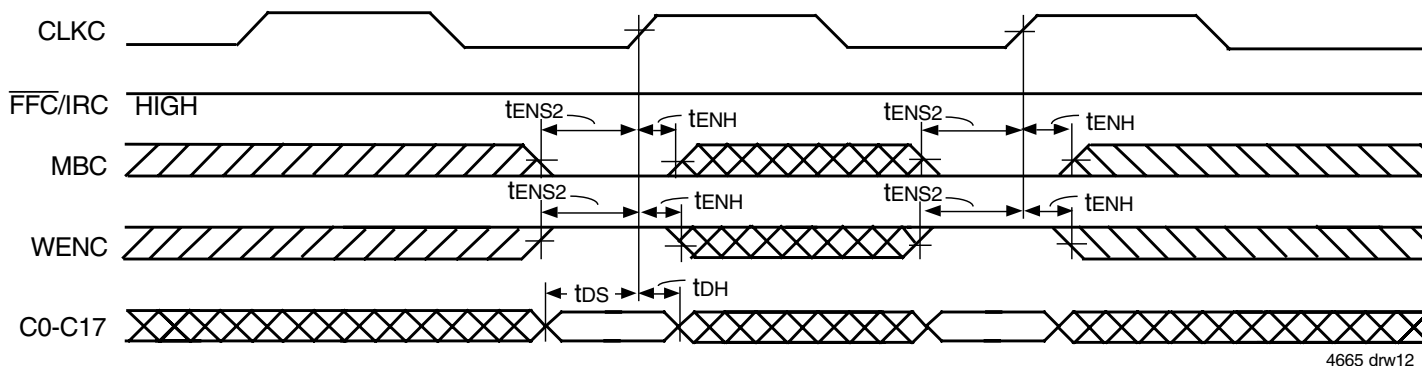 CLKC
FFC/IRC HIGH
tENS2 tENH tENS2 tENH
MBC
tENS2 tENH tENS2 tENH
WENC
tDS tDH
C0-C17
4665 drw12